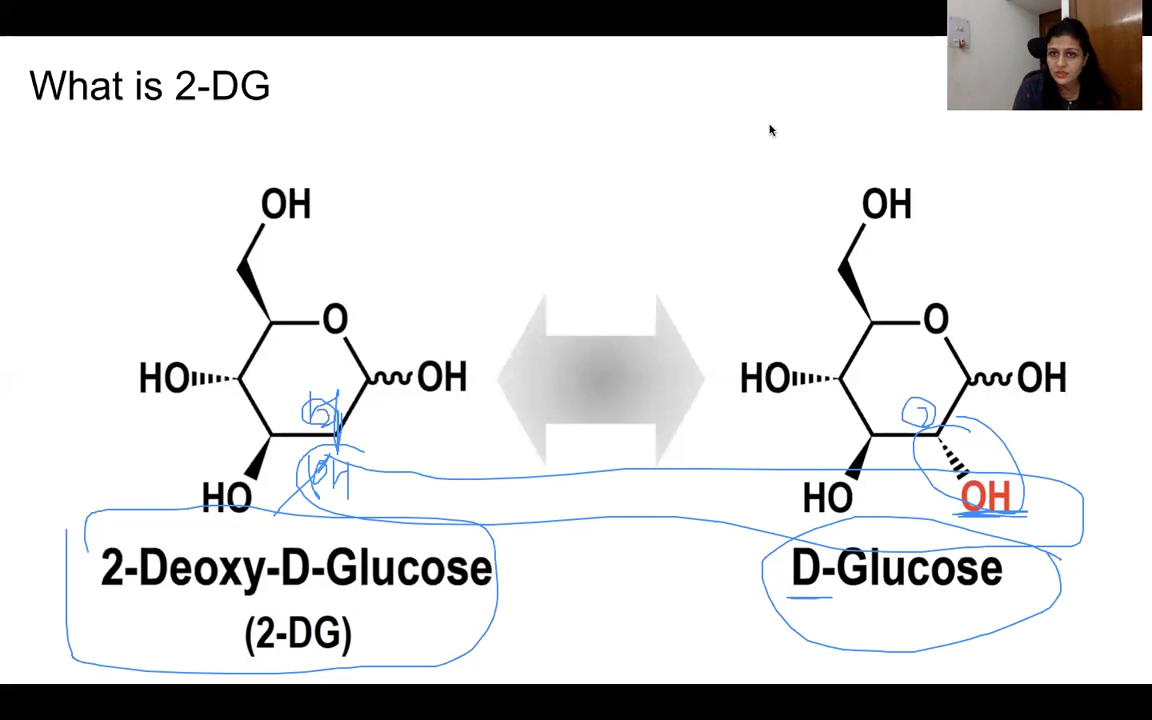 What is 2-DG
OH
O
HO
OH
HO
2-Deoxy-D-Glucose
(2-DG)
OH
O
HO
OH
2
HO
OH
D-Glucose